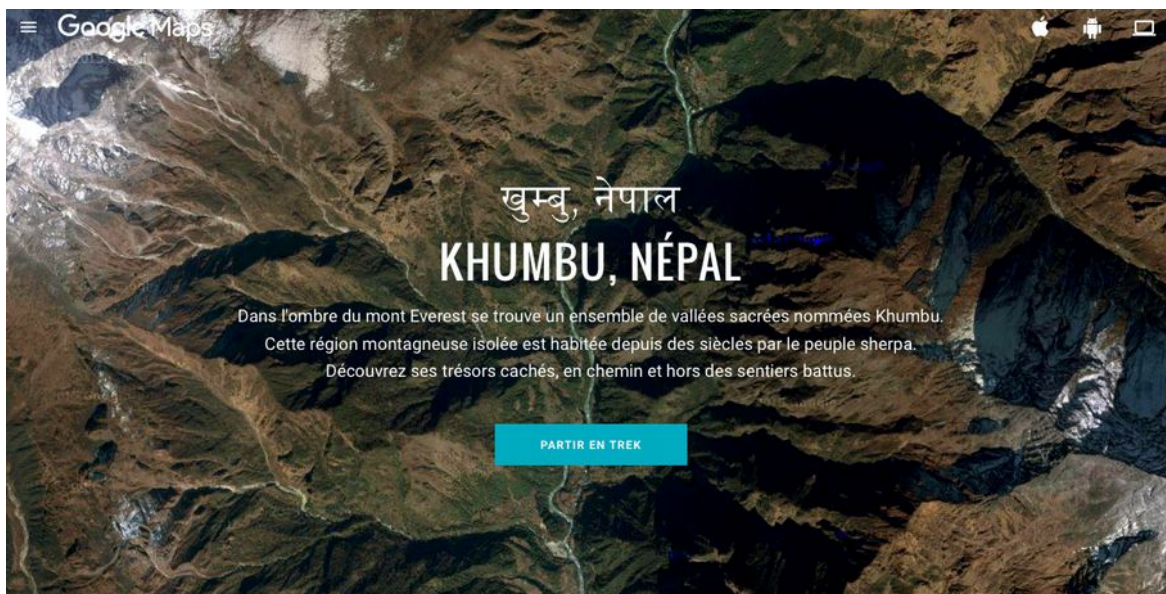 Google Maps
खुम्बु, नेपाल
KHUMBU, NÉPAL
Dans l'ombre du mont Everest se trouve un ensemble de vallées sacrées nommées Khumbu.
Cette région montagneuse isolée est habitée depuis des siècles par le peuple sherpa.
Découvrez ses trésors cachés, en chemin et hors des sentiers battus.
PARTIR EN TREK